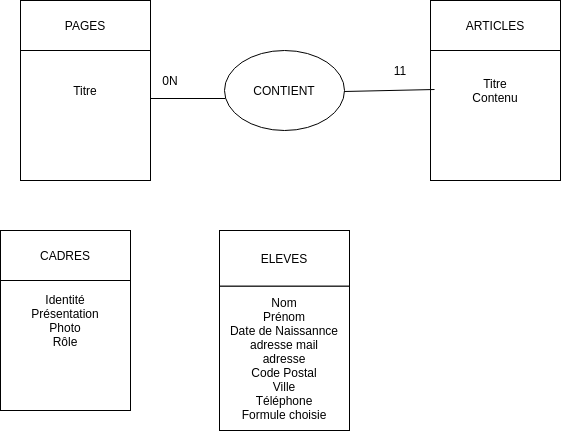 PAGES
Titre
0N
CONTIENT
11
ARTICLES
Titre
Contenu
CADRES
Identité
Présentation
Photo
Rôle
ELEVES
Nom
Prénom
Date de Naissannce
adresse mail
adresse
Code Postal
Ville
Téléphone
Formule choisie